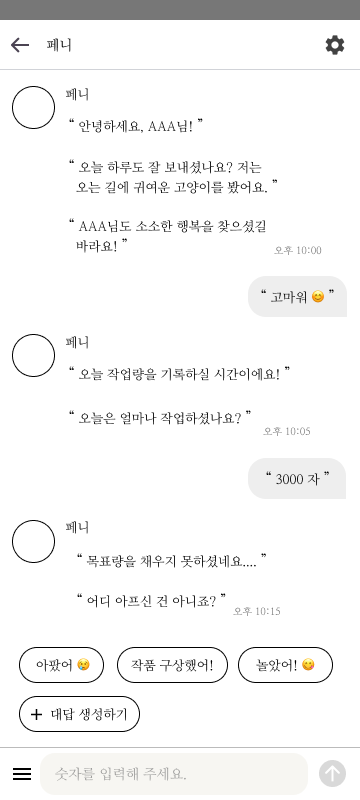 페니
페니
“ 안녕하세요, AAA님! ”
“ 오늘 하루도 잘 보내셨나요? 저는
오는 길에 귀여운 고양이를 봤어요. ”
“ AAA님도 소소한 행복을 찾으셨길
바라요! ”
오후 10:00
“ 고마워 😊 ”
페니
“ 오늘 작업량을 기록하실 시간이에요! ”
“ 오늘은 얼마나 작업하셨나요? ”
오후 10:05
“ 3000 자 ”
페니
“ 목표량을 채우지 못하셨네요.... ”
“ 어디 아프신 건 아니죠? ”
오후 10:15
아팠어 😢
작품 구상했어!
놀았어! 😋
+ 대답 생성하기
숫자를 입력해 주세요.